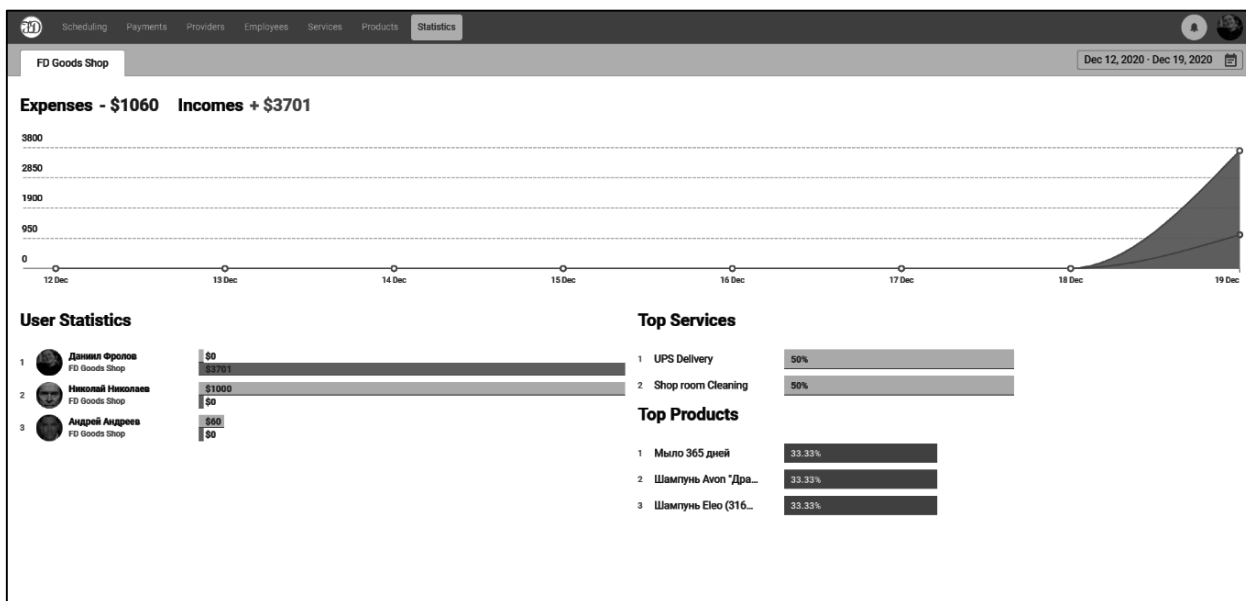 Scheduling Payments Providers Employees Services Products Statistics
FD Goods Shop
Dec 12, 2020 - Dec 19, 2020
Expenses - $1060 Incomes + $3701
3800
2850
1900
950
0
12 Dec 13 Dec 14 Dec 15 Dec 16 Dec 17 Dec 18 Dec 19 Dec
User Statistics
1 Даниил Фролов
FD Goods Shop
$0
$3701
2 Николай Николаев
FD Goods Shop
$1000
$0
3 Андрей Андреев
FD Goods Shop
$60
$0
Top Services
1 UPS Delivery 50%
2 Shop room Cleaning 50%
Top Products
1 Мыло 365 дней 33.33%
2 Шампунь Avon "Дра... 33.33%
3 Шампунь Eleo (316... 33.33%